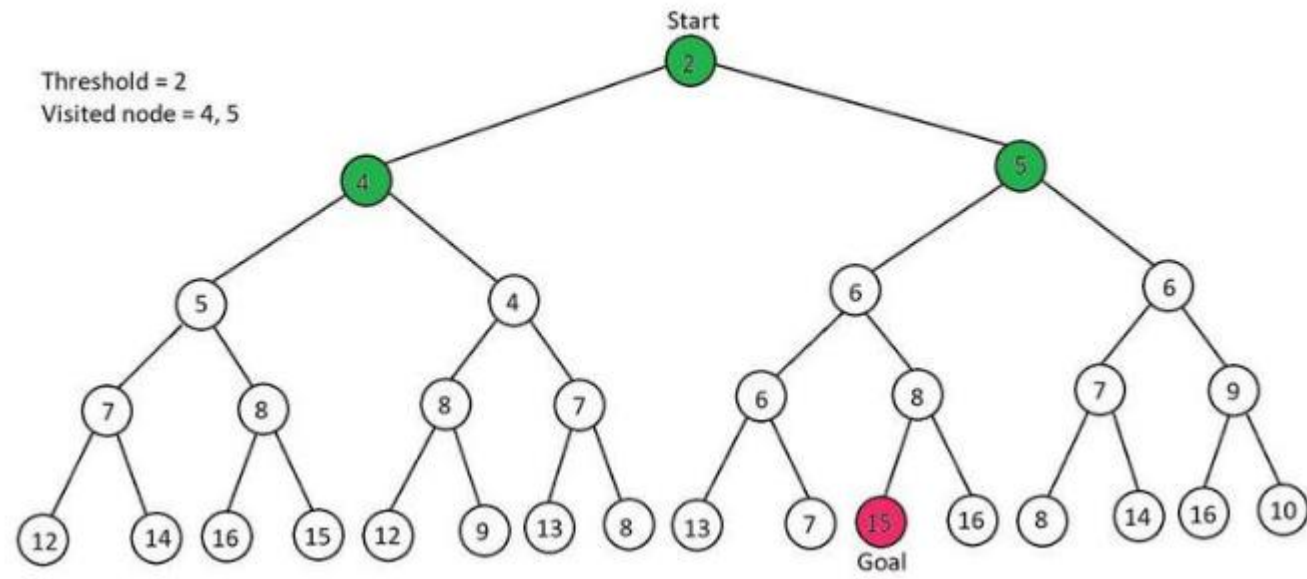 Start
2
Threshold = 2
Visited node = 4, 5
4 5
5 4 6 6
7 8 8 7 6 8 7 9
12 14 16 15 12 9 13 8 13 7 15 16 8 14 16 10
Goal